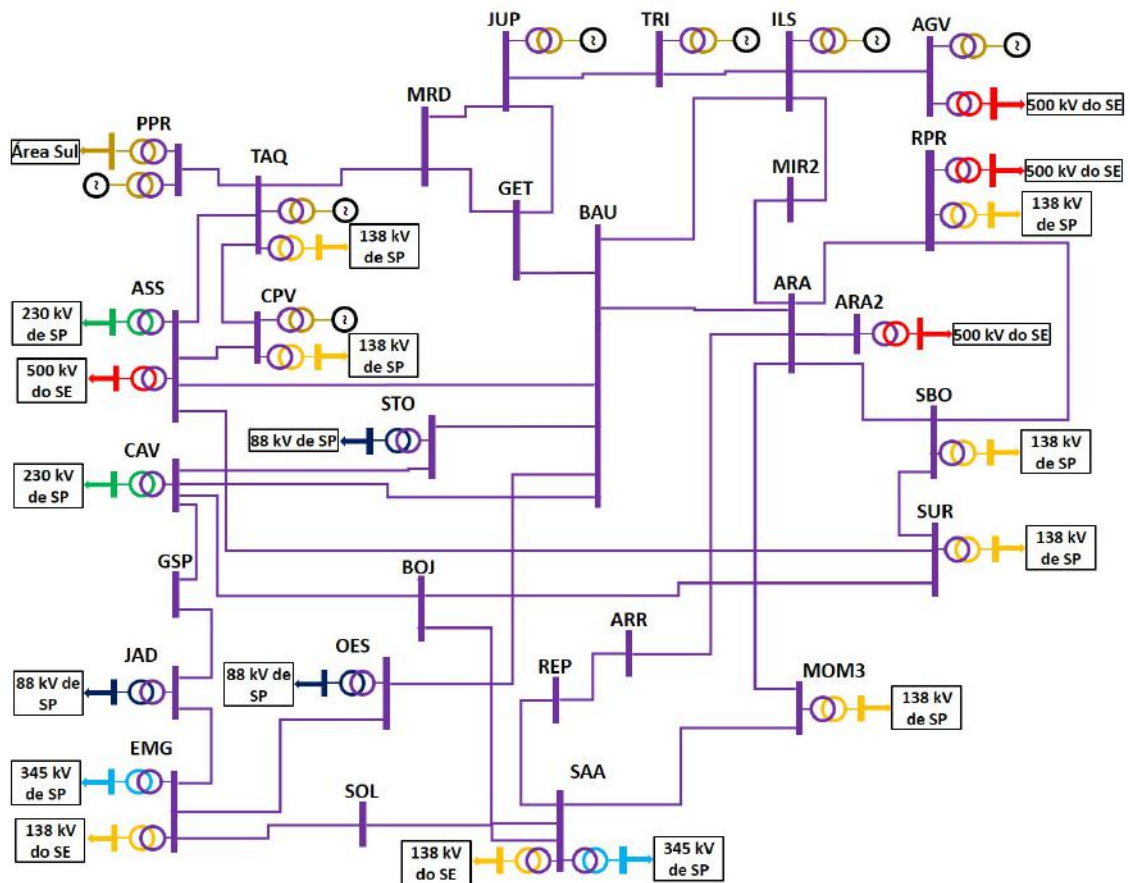 JUP
TRI
ILS
AGV
MRD
500 kV do SE
PPR
RPR
Área Sul
TAQ
500 kV do SE
MIR2
GET
138 kV
de SP
BAU
138 kV
de SP
ASS
ARA
230 kV
de SP
CPV
ARA2
500 kV do SE
138 kV
de SP
500 kV
do SE
STO
SBO
88 kV de SP
CAV
138 kV
de SP
230 kV
de SP
SUR
138 kV
de SP
GSP
BOJ
ARR
JAD
OES
REP
MOM3
88 kV de
SP
88 kV de
SP
138 kV
de SP
EMG
345 kV
de SP
SAA
SOL
138 kV
do SE
138 kV
do SE
345 kV
de SP